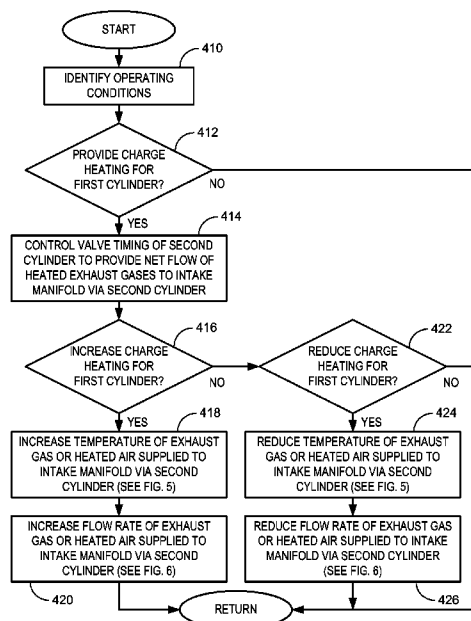 START
410
IDENTIFY OPERATING
CONDITIONS
412
PROVIDE CHARGE
HEATING FOR
FIRST CYLINDER?
NO
YES
414
CONTROL VALVE TIMING OF SECOND
CYLINDER TO PROVIDE NET FLOW OF
HEATED EXHAUST GASES TO INTAKE
MANIFOLD VIA SECOND CYLINDER
416
INCREASE CHARGE
HEATING FOR
FIRST CYLINDER?
NO
YES
422
REDUCE CHARGE
HEATING FOR
FIRST CYLINDER?
NO
YES
418
INCREASE TEMPERATURE OF EXHAUST
GAS OR HEATED AIR SUPPLIED TO
INTAKE MANIFOLD VIA SECOND
CYLINDER (SEE FIG. 5)
424
REDUCE TEMPERATURE OF EXHAUST
GAS OR HEATED AIR SUPPLIED TO
INTAKE MANIFOLD VIA SECOND
CYLINDER (SEE FIG. 5)
INCREASE FLOW RATE OF EXHAUST
GAS OR HEATED AIR SUPPLIED TO
INTAKE MANIFOLD VIA SECOND
CYLINDER (SEE FIG. 6)
420
REDUCE FLOW RATE OF EXHAUST GAS
OR HEATED AIR SUPPLIED TO
INTAKE MANIFOLD VIA SECOND
CYLINDER (SEE FIG. 6)
426
RETURN